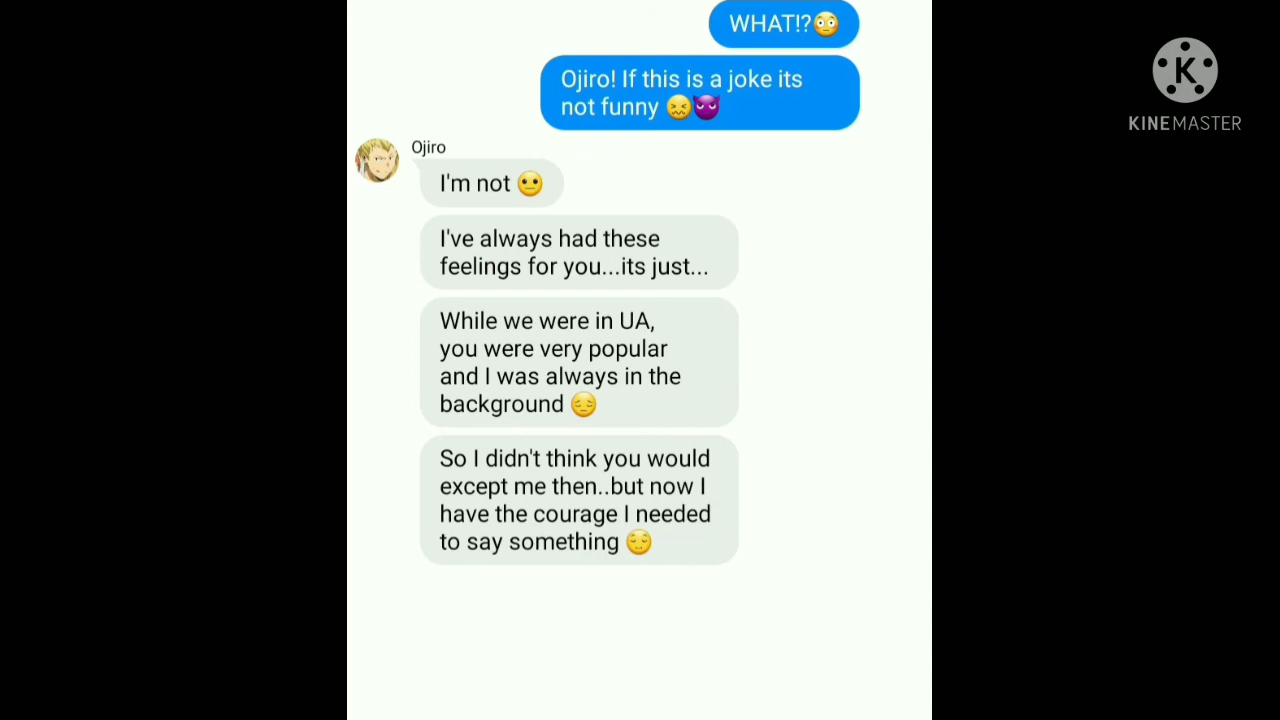 WHAT!?😳
Ojiro! If this is a joke its
not funny 😖😈
Ojiro
I'm not 😐
I've always had these
feelings for you...its just...
While we were in UA,
you were very popular
and I was always in the
background 😔
So I didn't think you would
except me then..but now I
have the courage I needed
to say something 😌
K
KINEMASTER